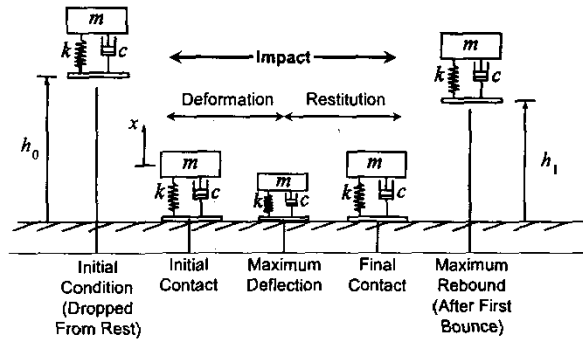 m
k
c
h0
Impact
Deformation
Restitution
x
m
k
c
m
k
c
m
k
c
m
k
c
h1
Initial
Condition
(Dropped
From Rest)
Initial
Contact
Maximum
Deflection
Final
Contact
Maximum
Rebound
(After First
Bounce)